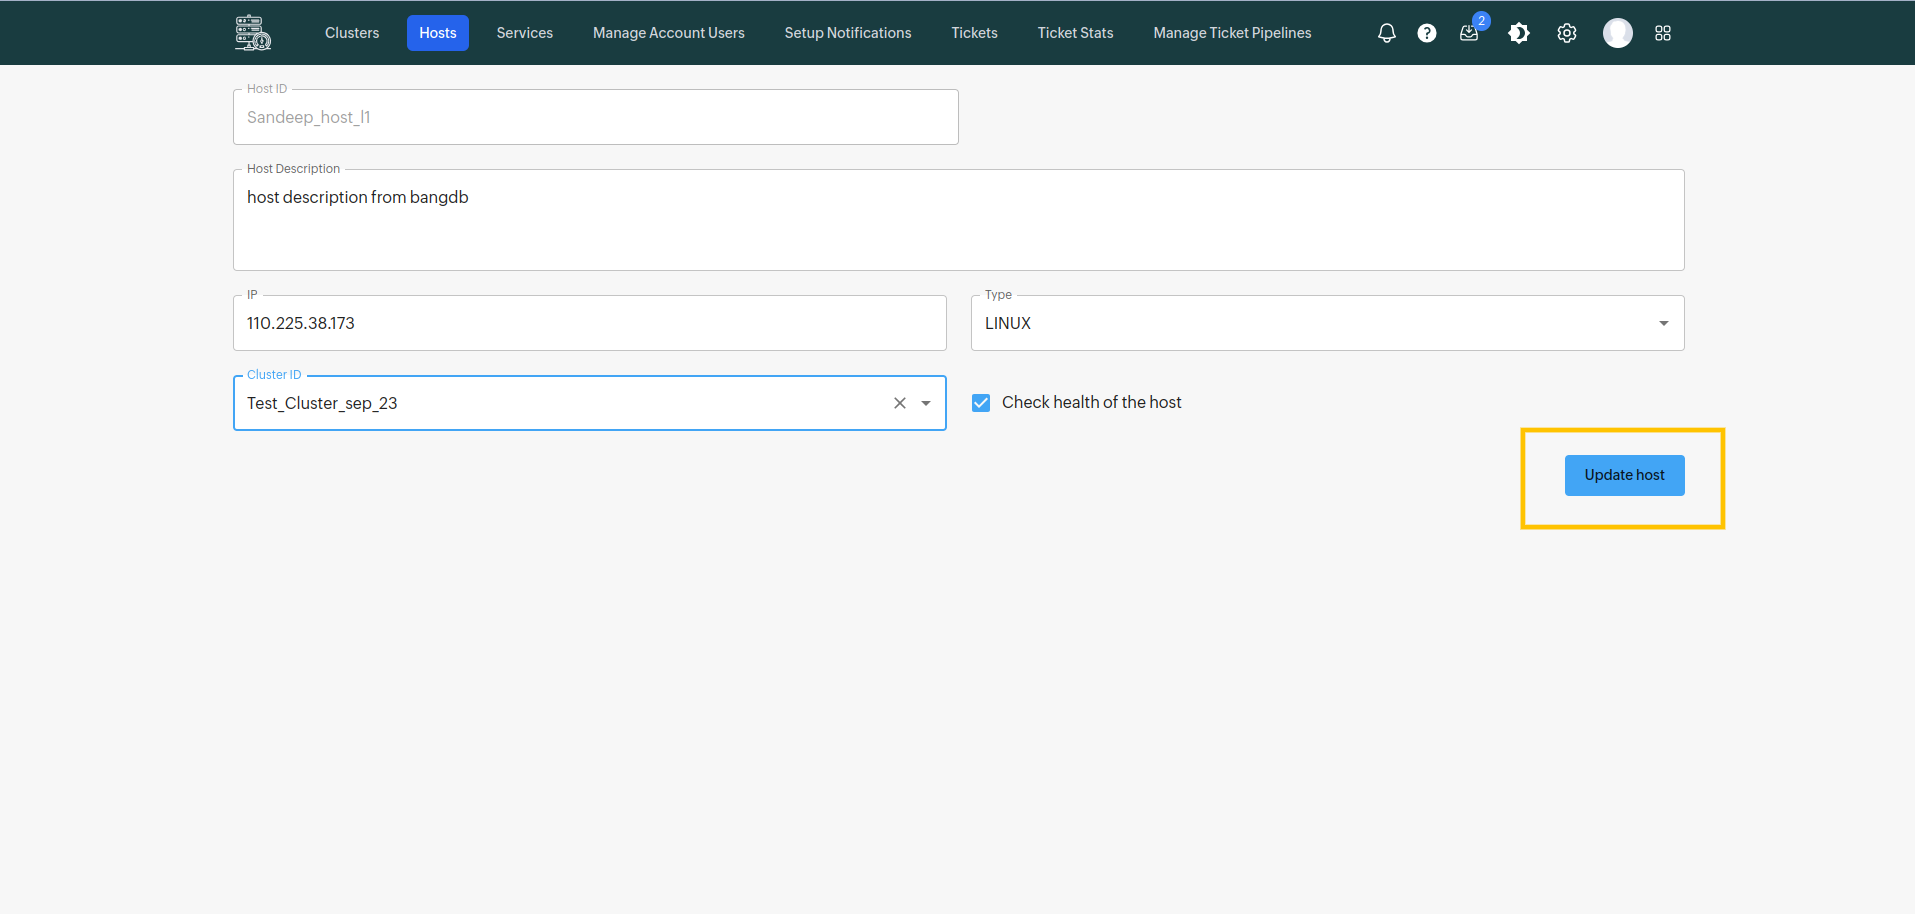 Clusters Hosts Services Manage Account Users Setup Notifications Tickets Ticket Stats Manage Ticket Pipelines ? 2
Host ID
Sandeep_host_l1
Host Description
host description from bangdb
IP Type
110.225.38.173 LINUX
Cluster ID
Test_Cluster_sep_23 Check health of the host
Update host